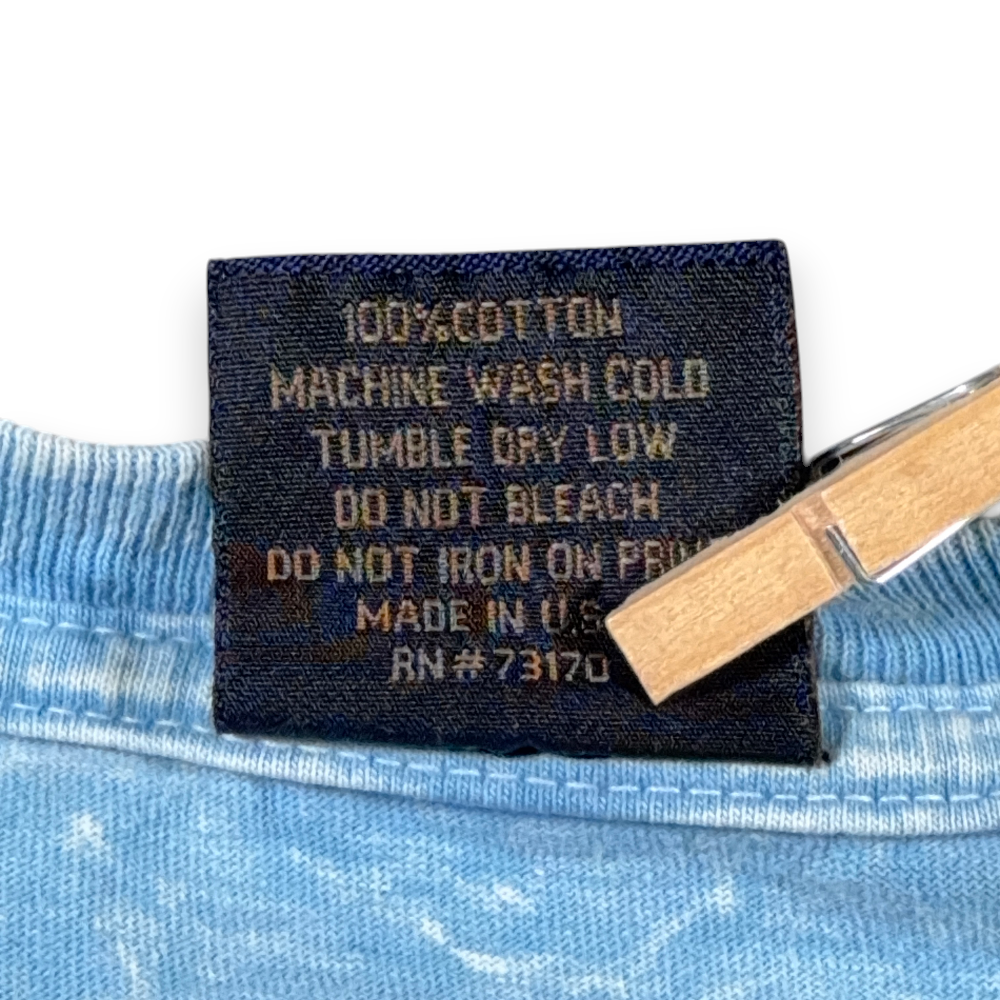 100% COTTON
MACHINE WASH COLD
TUMBLE DRY LOW
DO NOT BLEACH
DO NOT IRON ON
MADE IN U.S
RN#73170